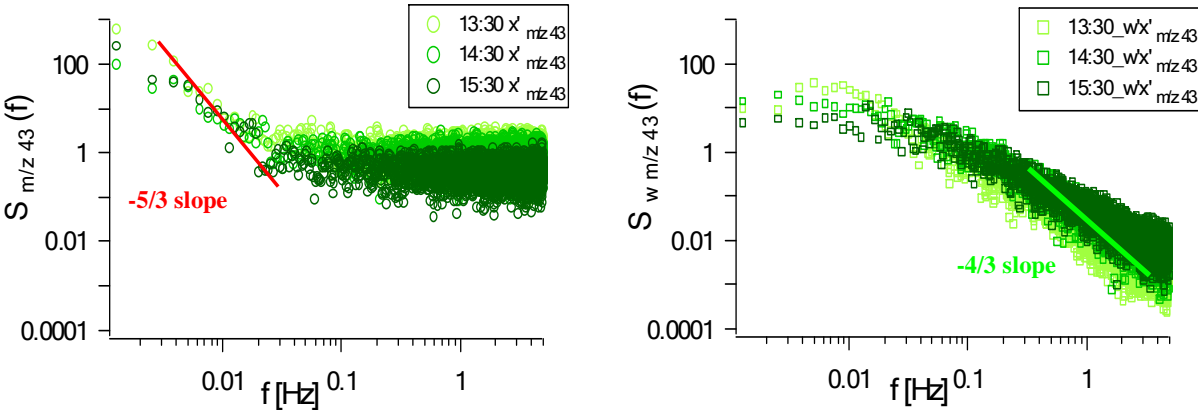 S m/z 43 (f)
100
1
0.01
0.0001
13:30 x' m/z 43
14:30 x' m/z 43
15:30 x' m/z 43
-5/3 slope
0.01
0.1
1
f [Hz]
S w m/z 43 (f)
100
1
0.01
0.0001
13:30_w'x' m/z 43
14:30_w'x' m/z 43
15:30_w'x' m/z 43
-4/3 slope
0.01
0.1
1
f [Hz]